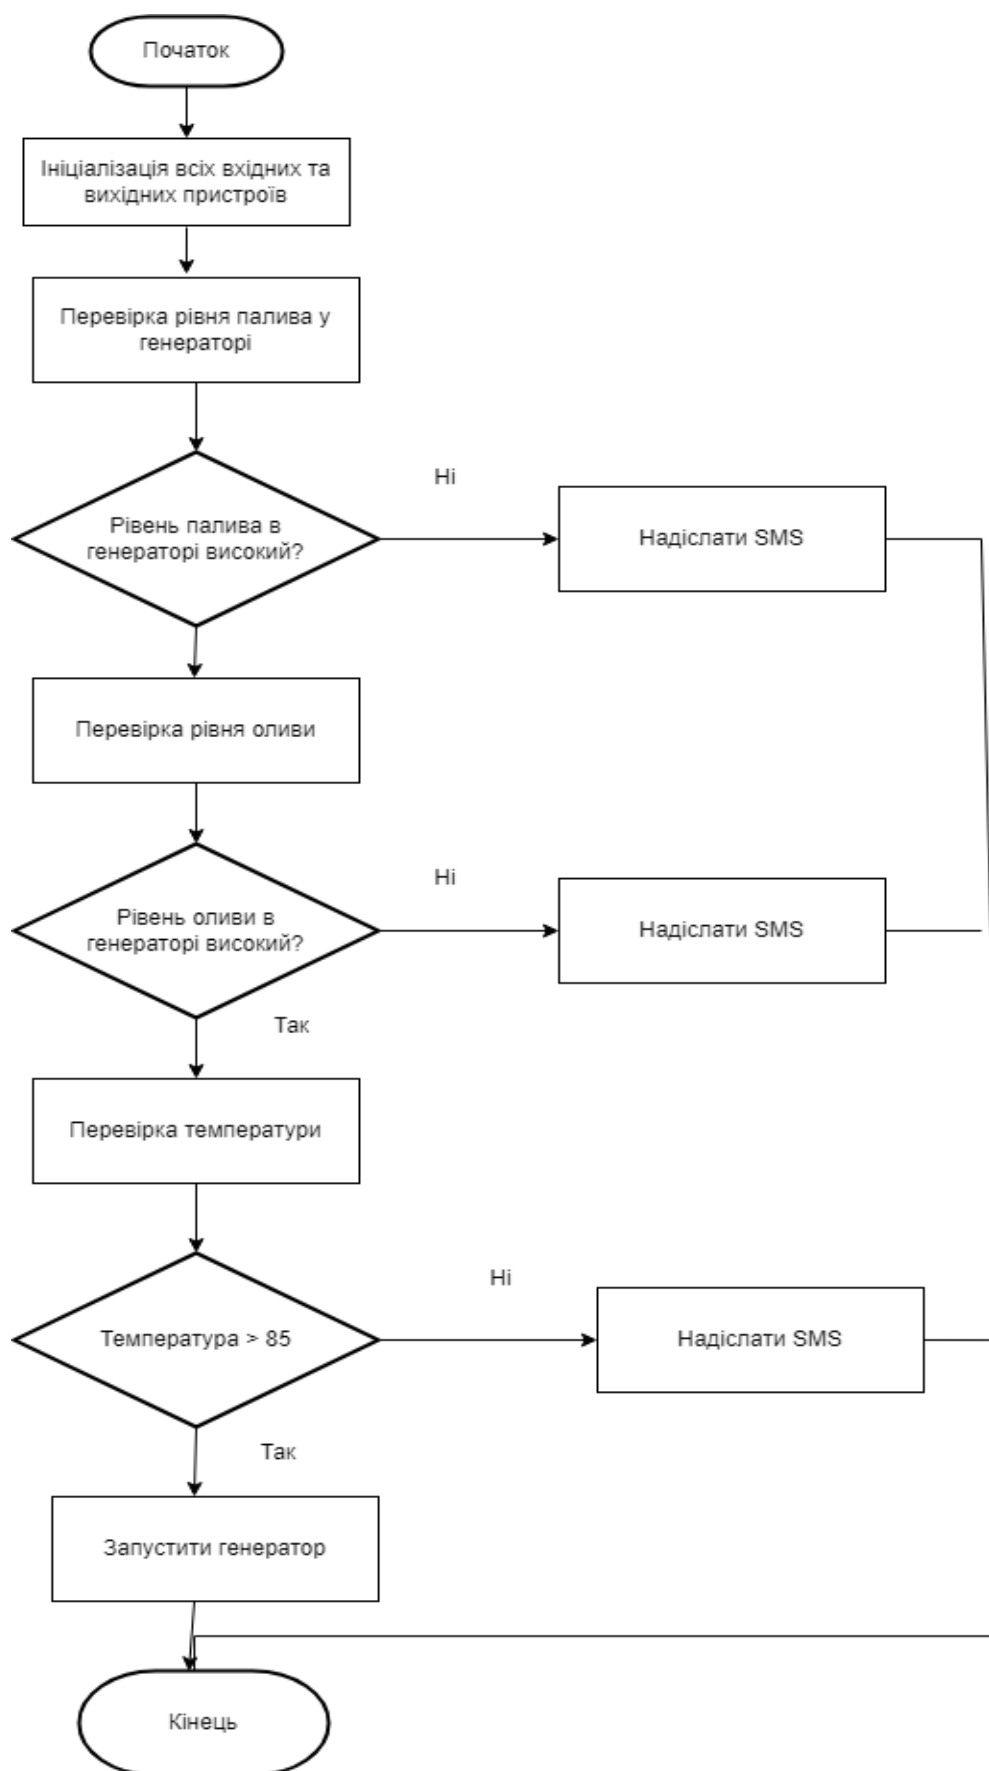 Початок
Ініціалізація всіх вхідних та
вихідних пристроїв
Перевірка рівня палива у
генераторі
Рівень палива в
генераторі високий?
Ні
Надіслати SMS
Перевірка рівня оливи
Рівень оливи в
генераторі високий?
Ні
Надіслати SMS
Так
Перевірка температури
Температура > 85
Ні
Надіслати SMS
Так
Запустити генератор
Кінець